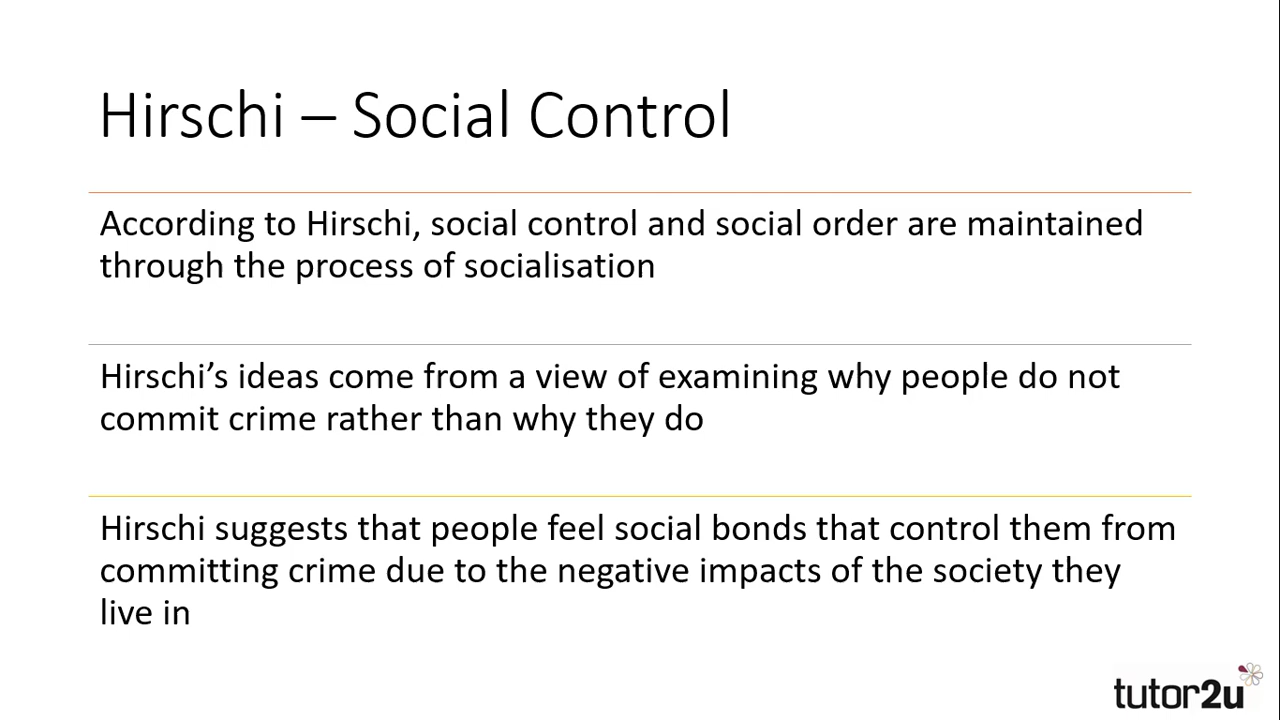 Hirschi – Social Control
According to Hirschi, social control and social order are maintained
through the process of socialisation
Hirschi’s ideas come from a view of examining why people do not
commit crime rather than why they do
Hirschi suggests that people feel social bonds that control them from
committing crime due to the negative impacts of the society they
live in
tutor2u